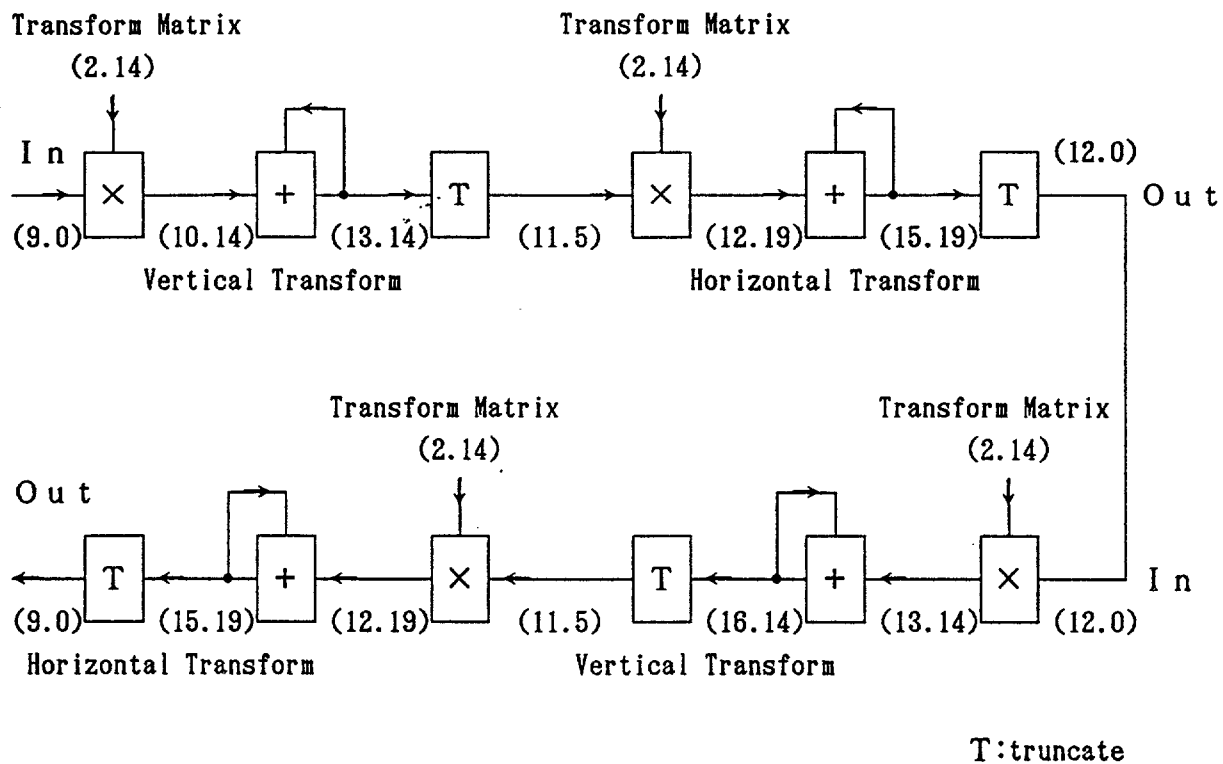 Transform Matrix Transform Matrix
(2.14) (2.14)
In (12.0)
× + T × + T Out
(9.0) (10.14) (13.14) (11.5) (12.19) (15.19)
Vertical Transform Horizontal Transform
Transform Matrix Transform Matrix
(2.14) (2.14)
Out
T + × T + × In
(9.0) (15.19) (12.19) (11.5) (16.14) (13.14) (12.0)
Horizontal Transform Vertical Transform
T:truncate